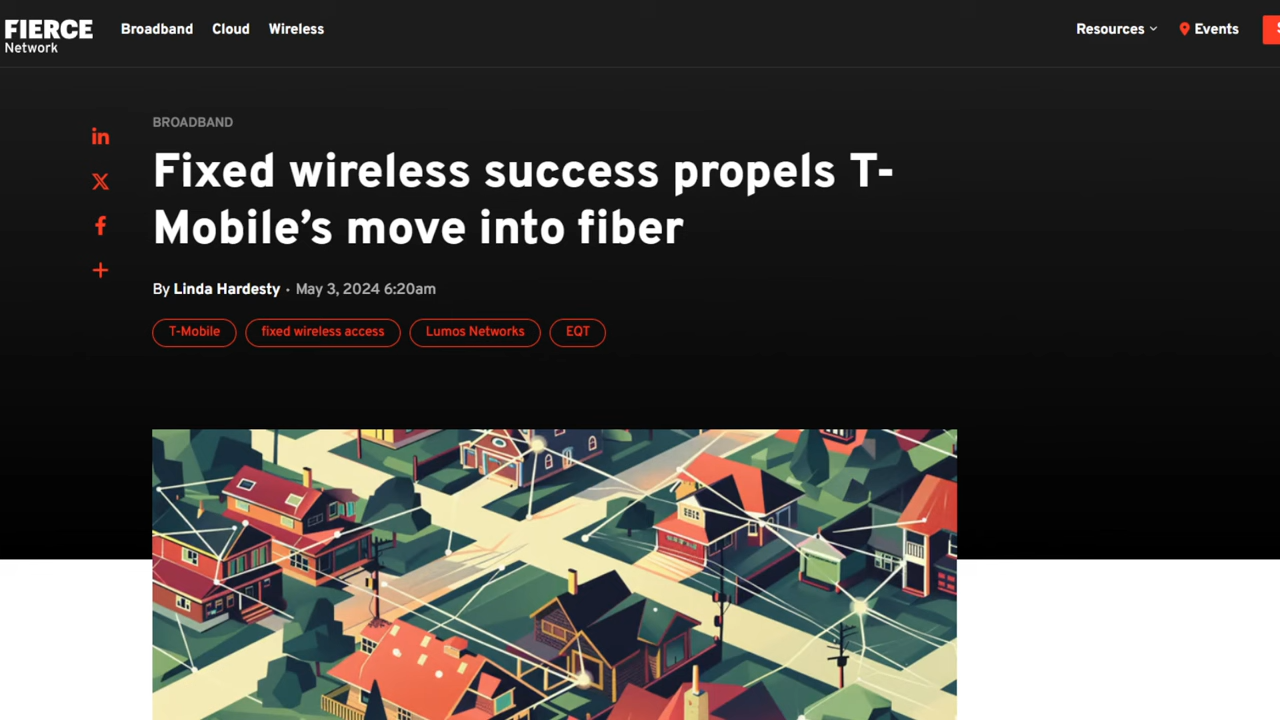 FIERCE
Network
Broadband Cloud Wireless
Resources Events
BROADBAND
Fixed wireless success propels T-
Mobile’s move into fiber
By Linda Hardesty · May 3, 2024 6:20am
T-Mobile fixed wireless access Lumos Networks EQT